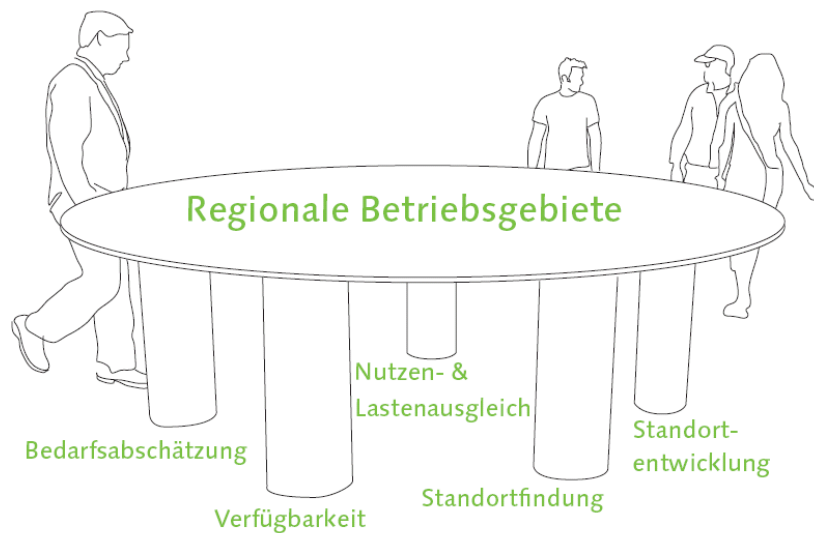 Regionale Betriebsgebiete
Nutzen- &
Lastenausgleich
Bedarfsabschätzung
Standort-
entwicklung
Standortfindung
Verfügbarkeit